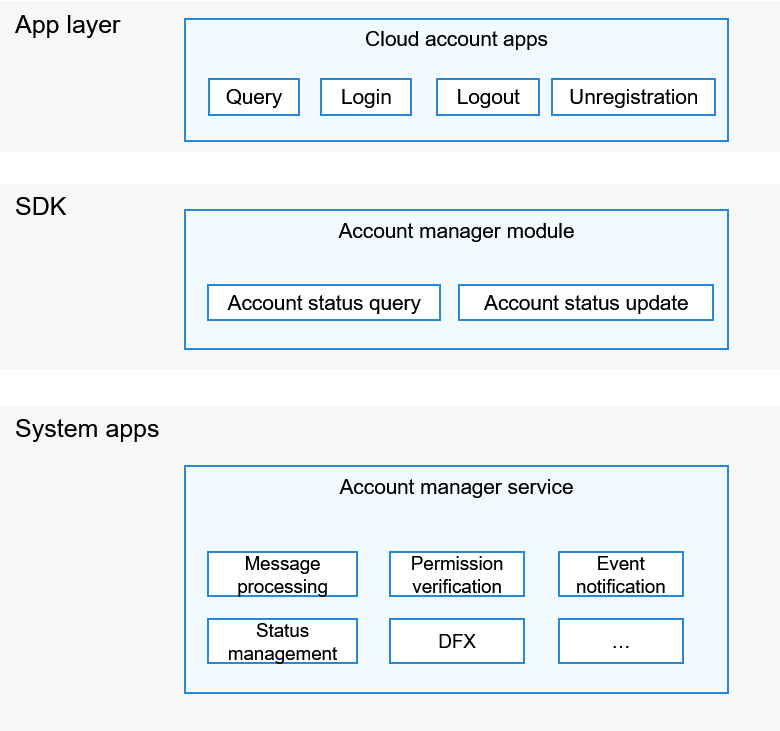 App layer
Cloud account apps
Query
Login
Logout
Unregistration
SDK
Account manager module
Account status query
Account status update
System apps
Account manager service
Message
processing
Permission
verification
Event
notification
Status
management
DFX
...